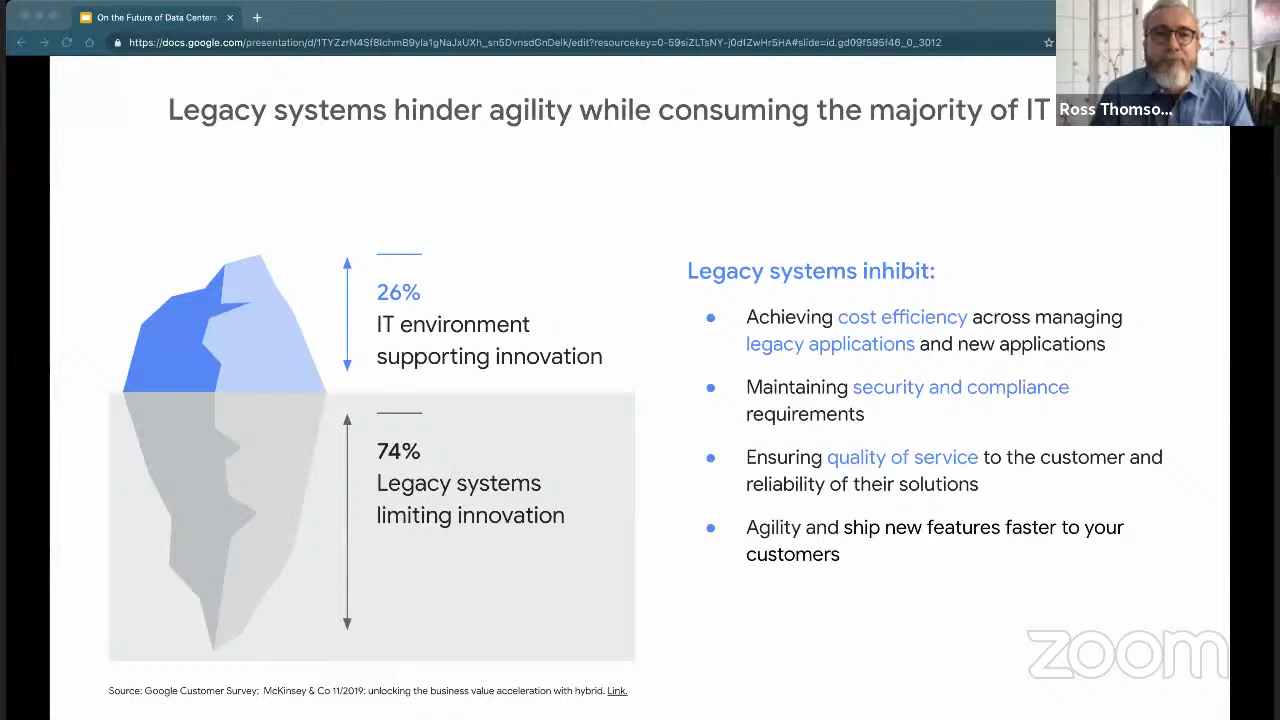 On the Future of Data Centers
https://docs.google.com/presentation/d/1TYZzrN4Sf8IchmB9yla1gNaJxUXh_sn5DvnsdGnDelk/edit?resourcekey=0-59siZLTsNY-j0dfZwHr5HA#slide=id.gd09f595f46_0_3012
Ross Thomso...
Legacy systems hinder agility while consuming the majority of IT
26%
IT environment
supporting innovation
74%
Legacy systems
limiting innovation
Legacy systems inhibit:
● Achieving cost efficiency across managing
legacy applications and new applications
● Maintaining security and compliance
requirements
● Ensuring quality of service to the customer and
reliability of their solutions
● Agility and ship new features faster to your
customers
Source: Google Customer Survey; McKinsey & Co 11/2019: unlocking the business value acceleration with hybrid. Link.
zoom